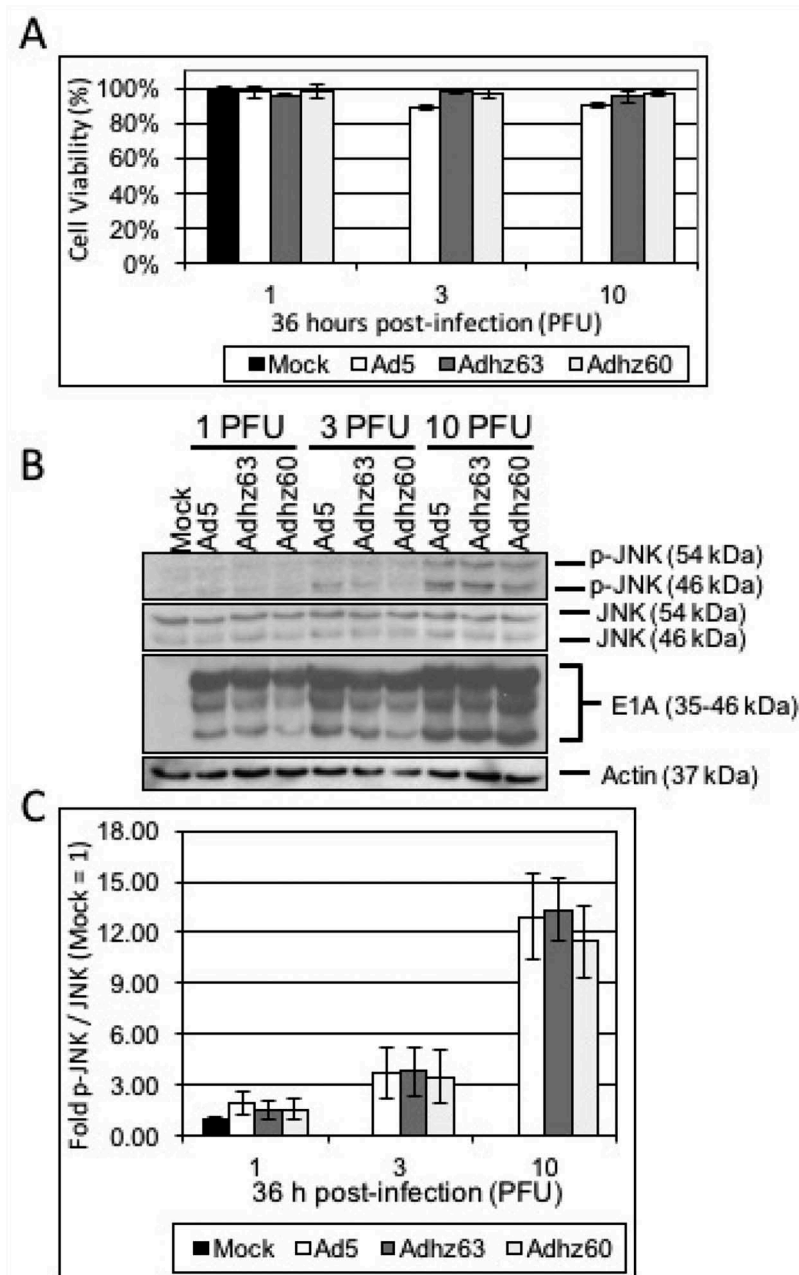 A
Cell Viability (%)
100%
80%
60%
40%
20%
0%
1 3 10
36 hours post-infection (PFU)
Mock Ad5 Adhz63 Adhz60
B
1 PFU 3 PFU 10 PFU
Mock Ad5 Adhz63 Adhz60 Ad5 Adhz63 Adhz60 Ad5 Adhz63 Adhz60
p-JNK (54 kDa)
p-JNK (46 kDa)
JNK (54 kDa)
JNK (46 kDa)
E1A (35-46 kDa)
Actin (37 kDa)
C
Fold p-JNK / JNK (Mock = 1)
18.00
15.00
12.00
9.00
6.00
3.00
0.00
1 3 10
36 h post-infection (PFU)
Mock Ad5 Adhz63 Adhz60